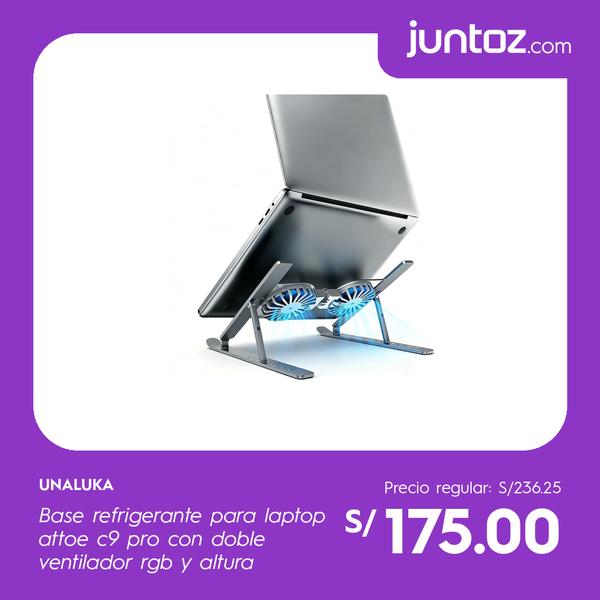 juntoz.com
UNALUKA
Base refrigerante para laptop
attoe c9 pro con doble
ventilador rgb y altura
Precio regular: S/236.25
S/175.00